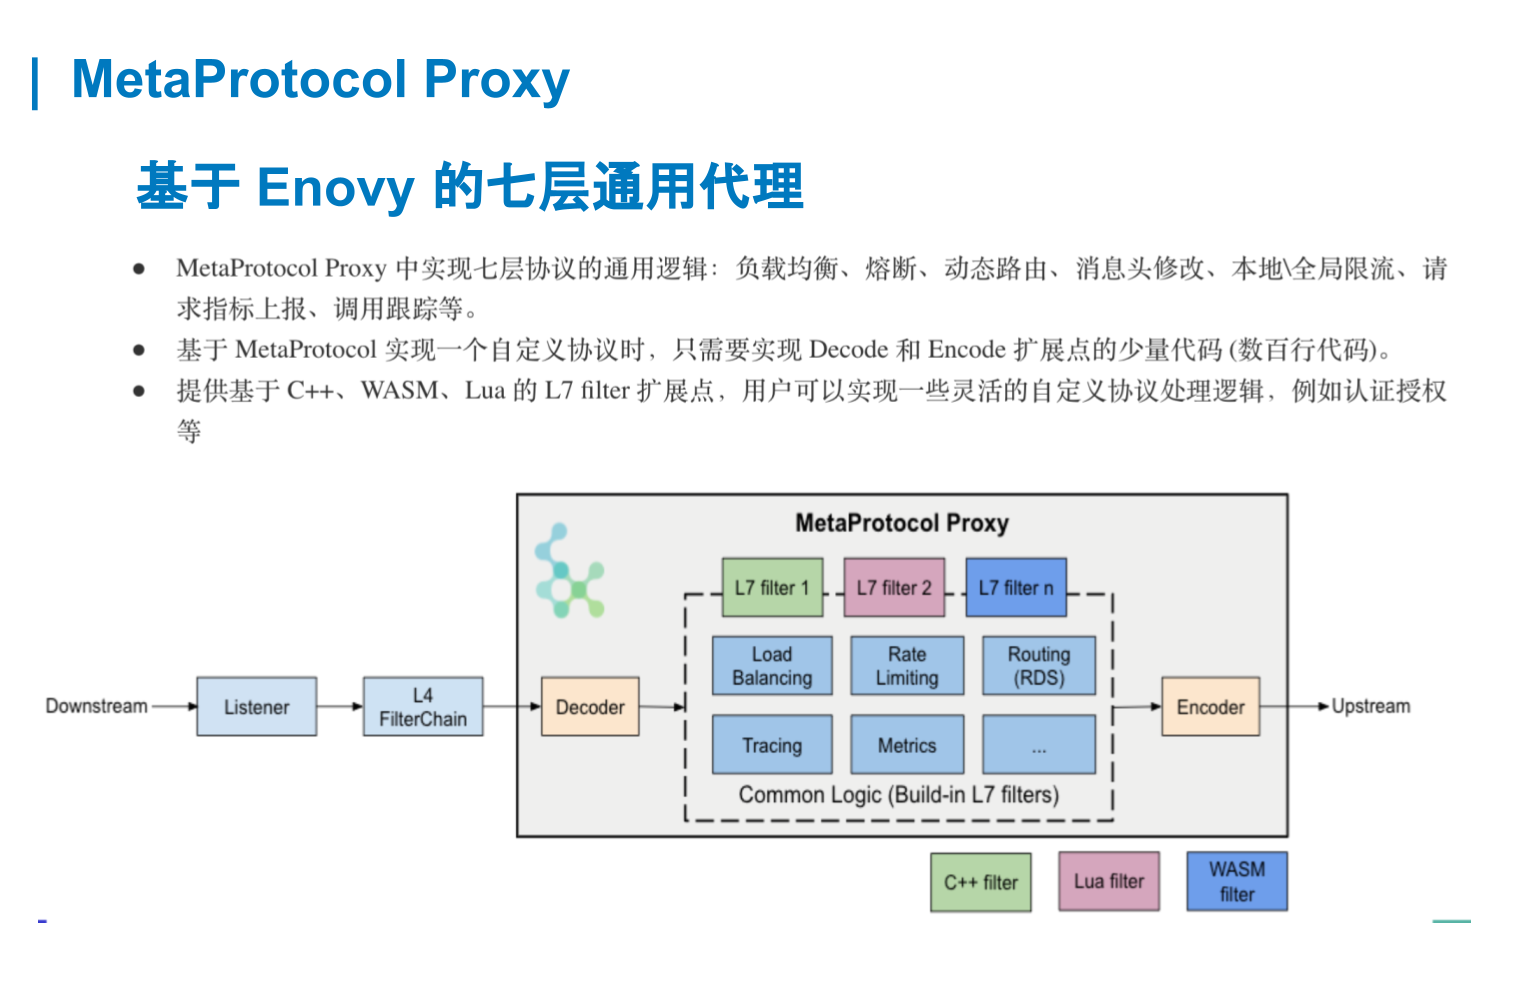 MetaProtocol Proxy
基于 Enovy 的七层通用代理
● MetaProtocol Proxy 中实现七层协议的通用逻辑：负载均衡、熔断、动态路由、消息头修改、本地\全局限流、请
求指标上报、调用跟踪等。
● 基于 MetaProtocol 实现一个自定义协议时，只需要实现 Decode 和 Encode 扩展点的少量代码 (数百行代码)。
● 提供基于 C++、WASM、Lua 的 L7 filter 扩展点，用户可以实现一些灵活的自定义协议处理逻辑，例如认证授权
等
MetaProtocol Proxy
L7 filter 1
L7 filter 2
L7 filter n
Load
Balancing
Rate
Limiting
Routing
(RDS)
Downstream
Listener
L4
FilterChain
Decoder
Encoder
Upstream
Tracing
Metrics
...
Common Logic (Build-in L7 filters)
C++ filter
Lua filter
WASM
filter